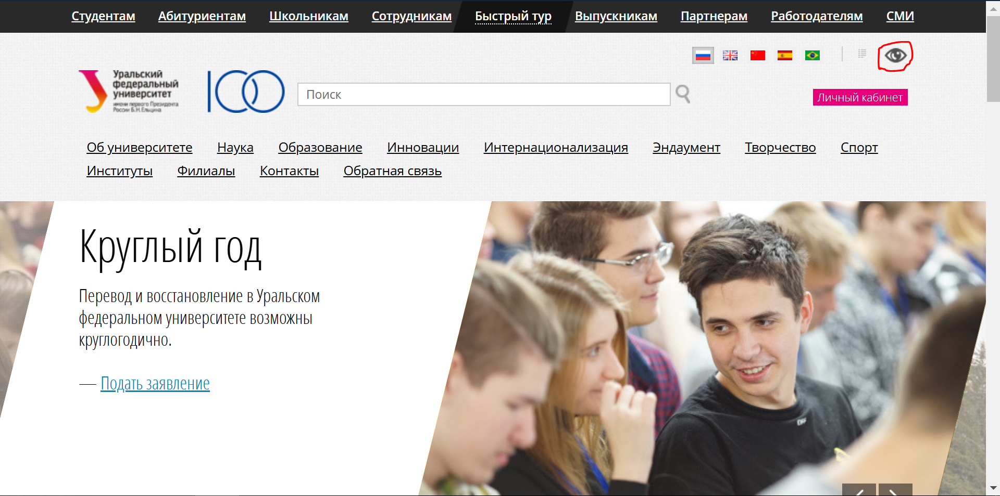 Студентам Абитуриентам Школьникам Сотрудникам Быстрый тур Выпускникам Партнерам Работодателям СМИ
Уральский
федеральный
университет
имени первого Президента
России Б.Н.Ельцина
100
Поиск
Личный кабинет
Об университете Наука Образование Инновации Интернационализация Эндаумент Творчество Спорт
Институты Филиалы Контакты Обратная связь
Круглый год
Перевод и восстановление в Уральском
федеральном университете возможны
круглогодично.
— Подать заявление